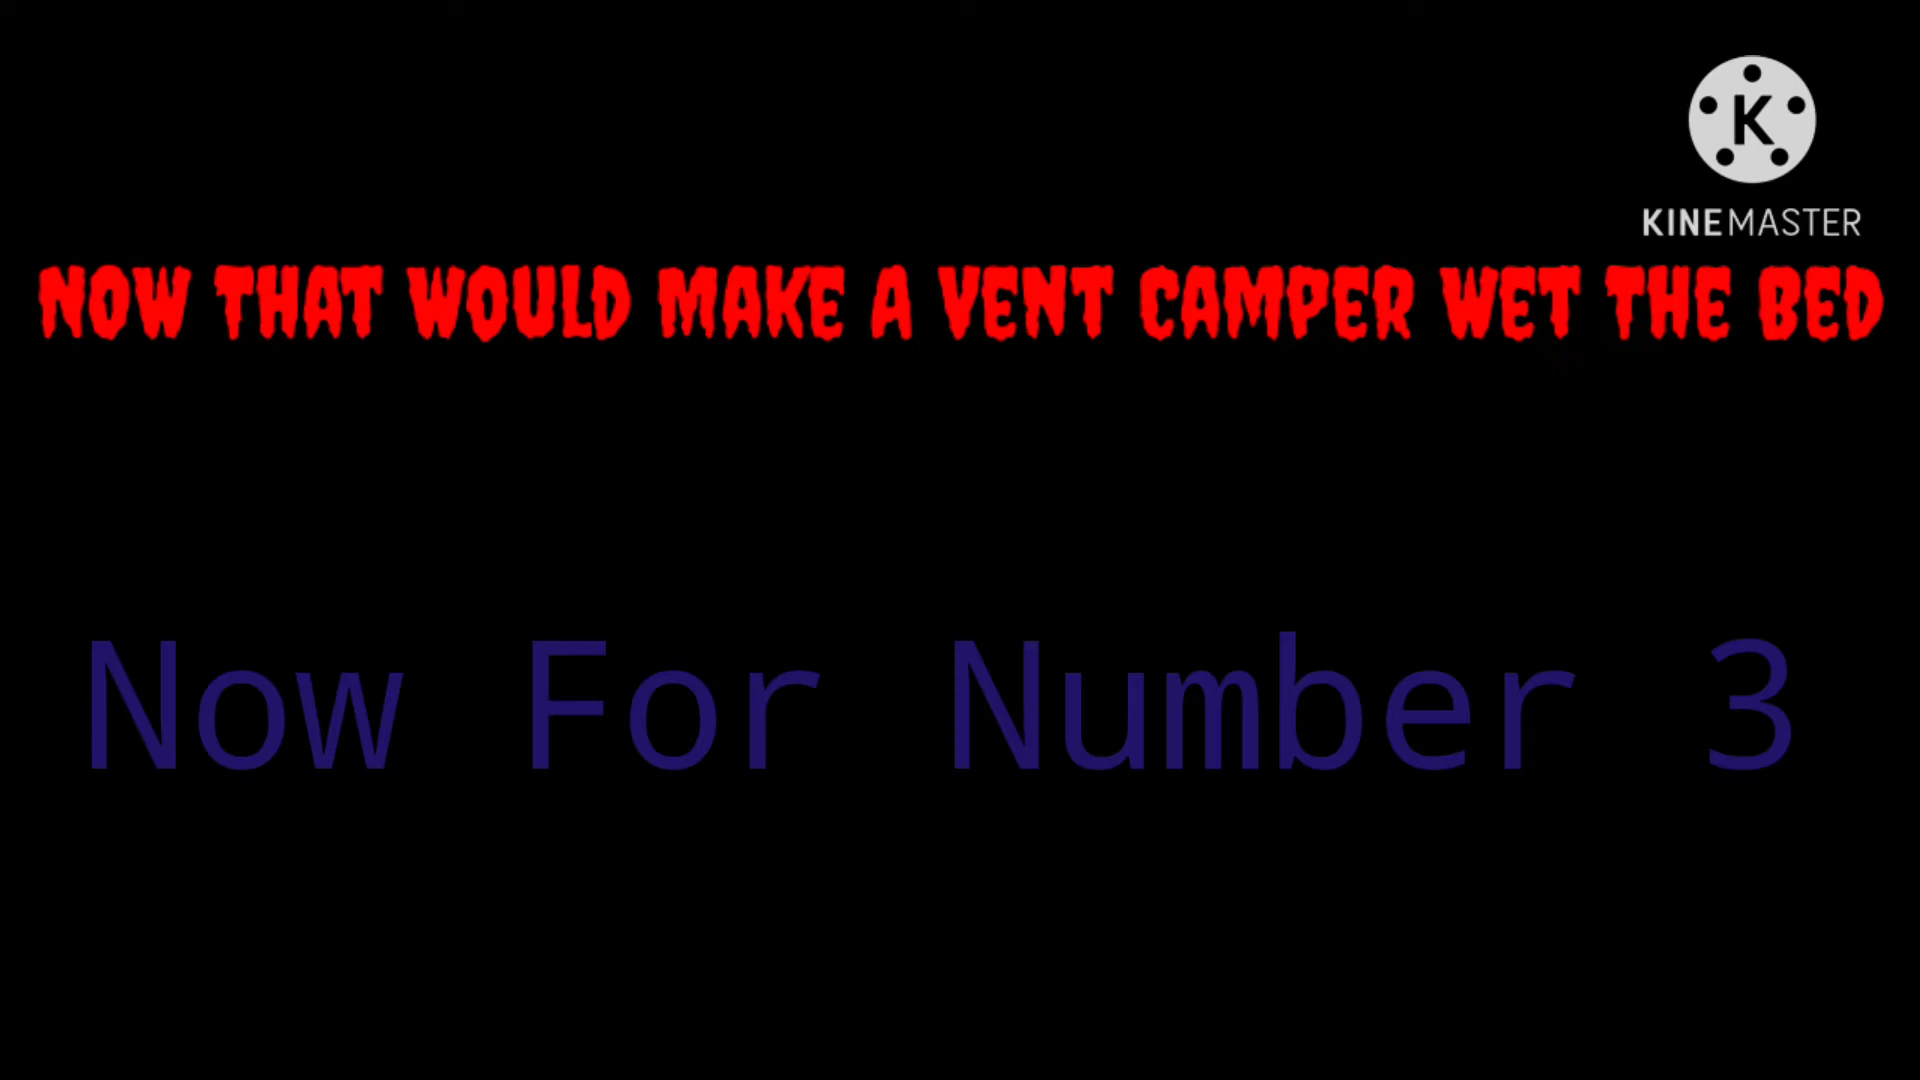 K
KINEMASTER
NOW THAT WOULD MAKE A VENT CAMPER WET THE BED
Now For Number 3